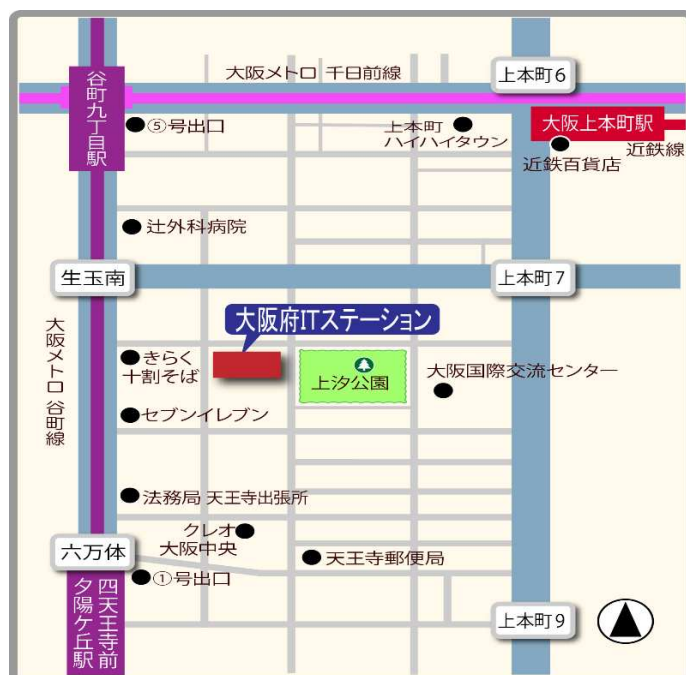 大阪メトロ 千日前線
上本町6
谷町九丁目駅
⑤号出口
上本町
ハイハイタウン
大阪上本町駅
近鉄百貨店
近鉄線
辻外科病院
生玉南
上本町7
大阪メトロ 谷町線
大阪府ITステーション
きらく
十割そば
上汐公園
大阪国際交流センター
セブンイレブン
法務局 天王寺出張所
クレオ
大阪中央
六万体
天王寺郵便局
①号出口
四天王寺前
夕陽ケ丘駅
上本町9